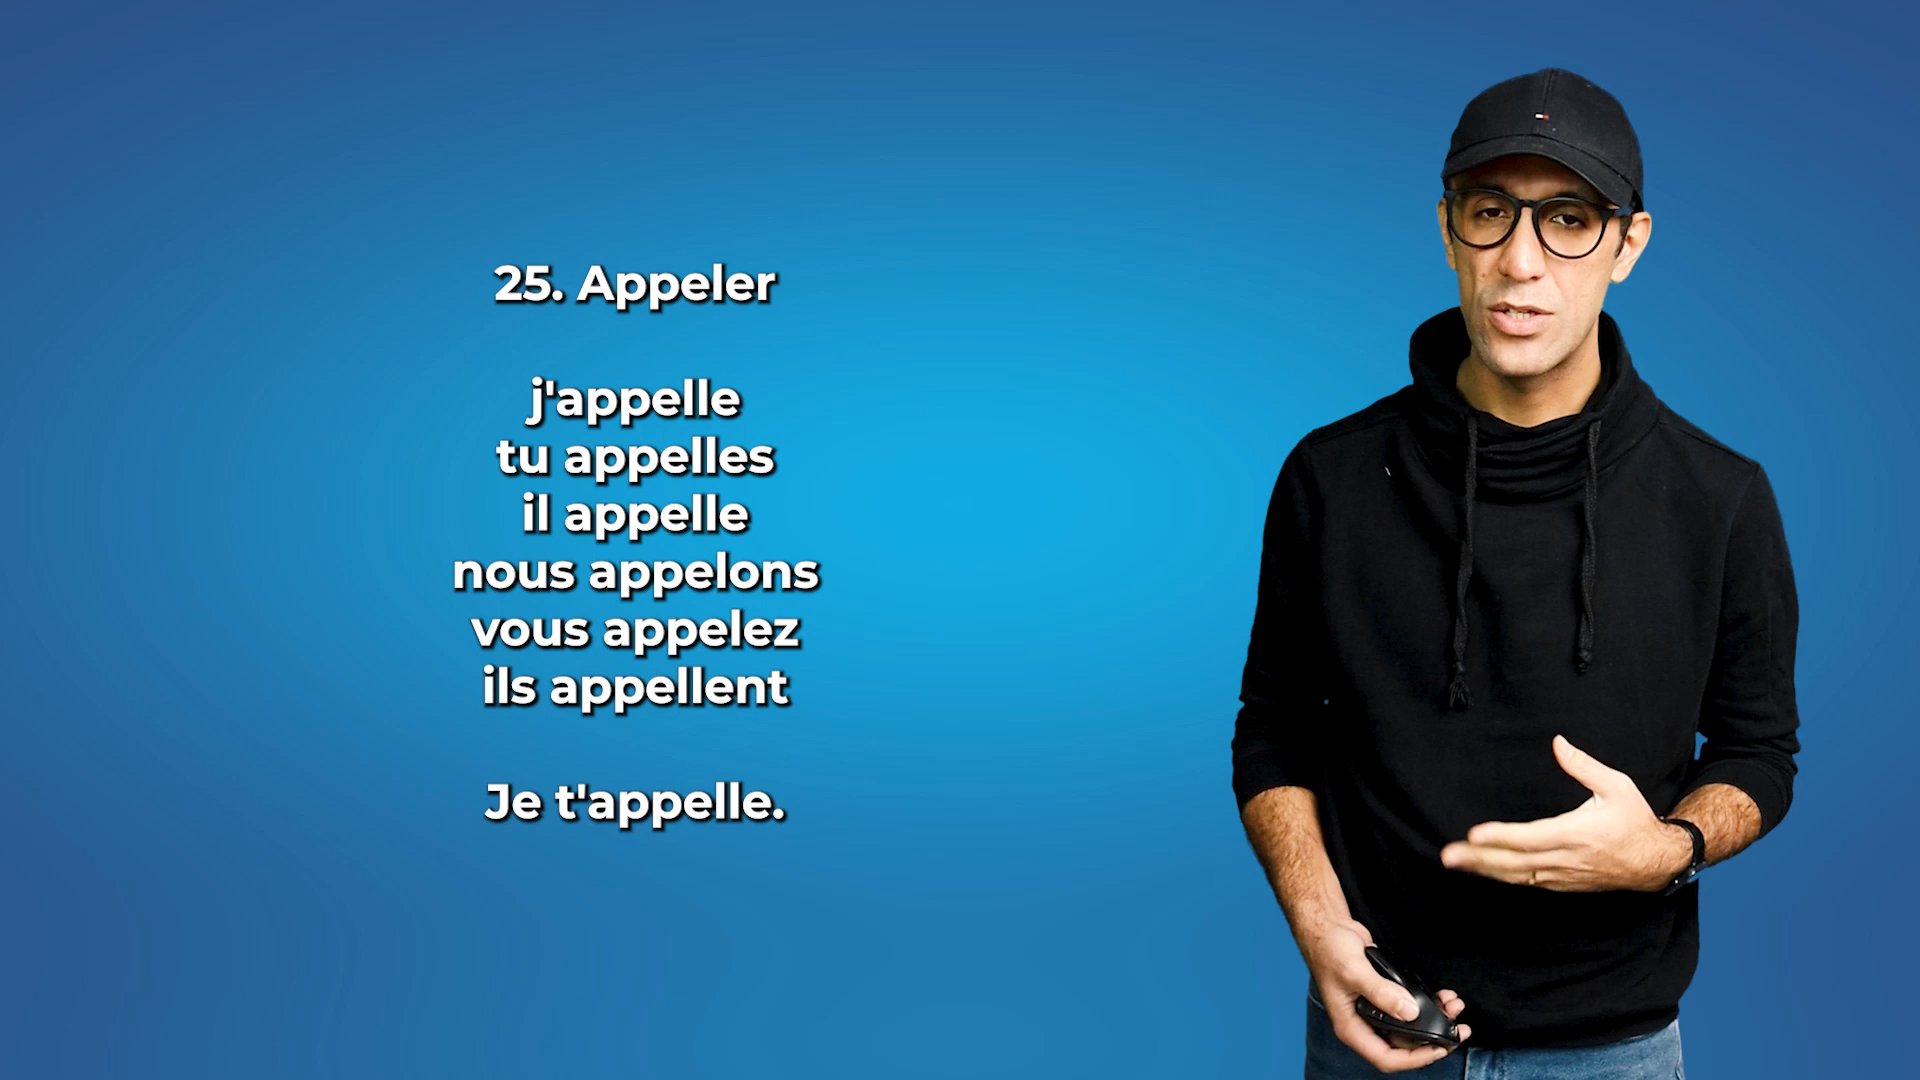 25. Appeler
j'appelle
tu appelles
il appelle
nous appelons
vous appelez
ils appellent
Je t'appelle.